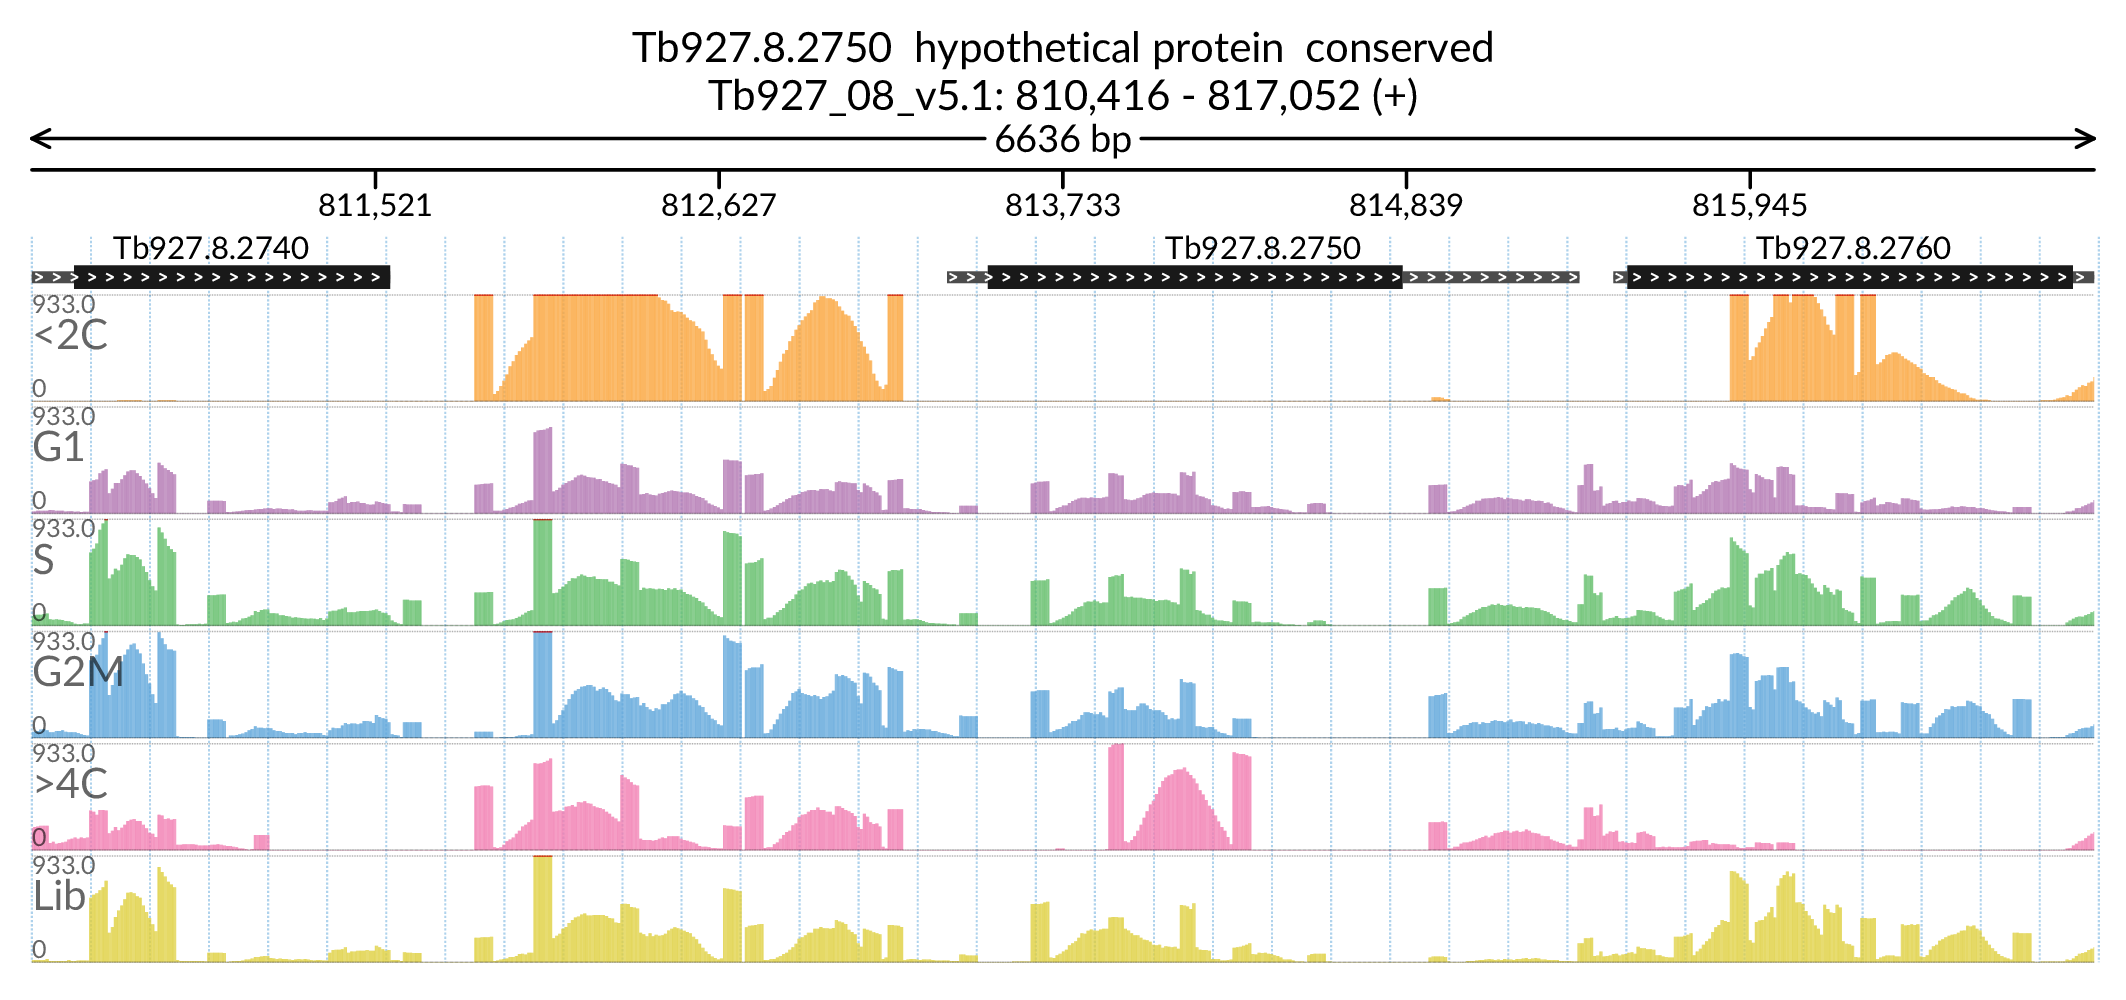 Tb927.8.2750  hypothetical protein  conserved
Tb927_08_v5.1: 810,416 - 817,052 (+)
6636 bp
811,521 812,627 813,733 814,839 815,945
Tb927.8.2740 Tb927.8.2750 Tb927.8.2760
933.0
<2C
0
933.0
G1
0
933.0
S
0
933.0
G2M
0
933.0
>4C
0
933.0
Lib
0